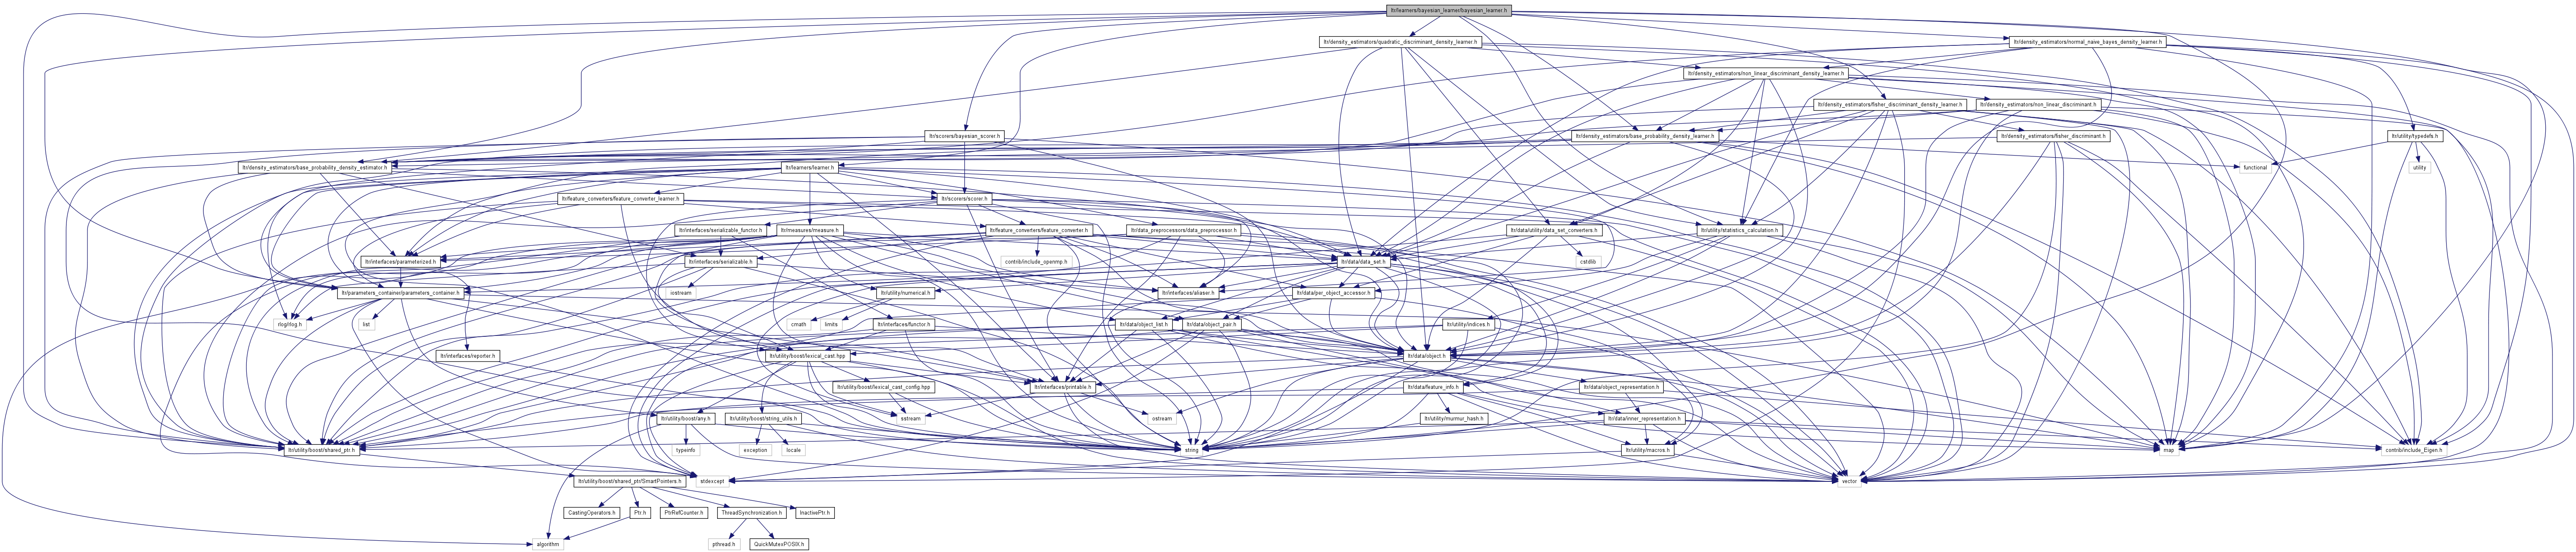 ltr/learners/bayesian_learner/bayesian_learner.h
ltr/density_estimators/quadratic_discriminant_density_learner.h
ltr/density_estimators/normal_naive_bayes_density_learner.h
ltr/density_estimators/non_linear_discriminant_density_learner.h
ltr/density_estimators/fisher_discriminant_density_learner.h
ltr/density_estimators/non_linear_discriminant.h
ltr/scorers/bayesian_scorer.h
ltr/density_estimators/base_probability_density_learner.h
ltr/density_estimators/fisher_discriminant.h
ltr/utility/typedefs.h
ltr/density_estimators/base_probability_density_estimator.h
ltr/learners/learner.h
functional
utility
ltr/feature_converters/feature_converter_learner.h
ltr/scorers/scorer.h
ltr/interfaces/serializable_functor.h
ltr/measures/measure.h
ltr/feature_converters/feature_converter.h
ltr/data_preprocessors/data_preprocessor.h
ltr/data/utility/data_set_converters.h
ltr/utility/statistics_calculation.h
ltr/interfaces/parameterized.h
ltr/interfaces/serializable.h
contrib/include_openmp.h
ltr/data/data_set.h
cstdlib
ltr/parameters_container/parameters_container.h
iostream
ltr/utility/numerical.h
ltr/interfaces/aliaser.h
ltr/data/per_object_accessor.h
rlog/rlog.h
list
cmath
limits
ltr/interfaces/functor.h
ltr/data/object_list.h
ltr/data/object_pair.h
ltr/utility/indices.h
ltr/interfaces/reporter.h
ltr/utility/boost/lexical_cast.hpp
ltr/data/object.h
ltr/utility/boost/lexical_cast_config.hpp
ltr/interfaces/printable.h
ltr/data/feature_info.h
ltr/data/object_representation.h
ltr/utility/boost/any.h
ltr/utility/boost/string_utils.h
sstream
ostream
ltr/utility/murmur_hash.h
ltr/data/inner_representation.h
ltr/utility/boost/shared_ptr.h
typeinfo
exception
locale
string
ltr/utility/macros.h
map
contrib/include_Eigen.h
ltr/utility/boost/shared_ptr/SmartPointers.h
stdexcept
vector
CastingOperators.h
Ptr.h
PtrRefCounter.h
ThreadSynchronization.h
InactivePtr.h
algorithm
pthread.h
QuickMutexPOSIX.h